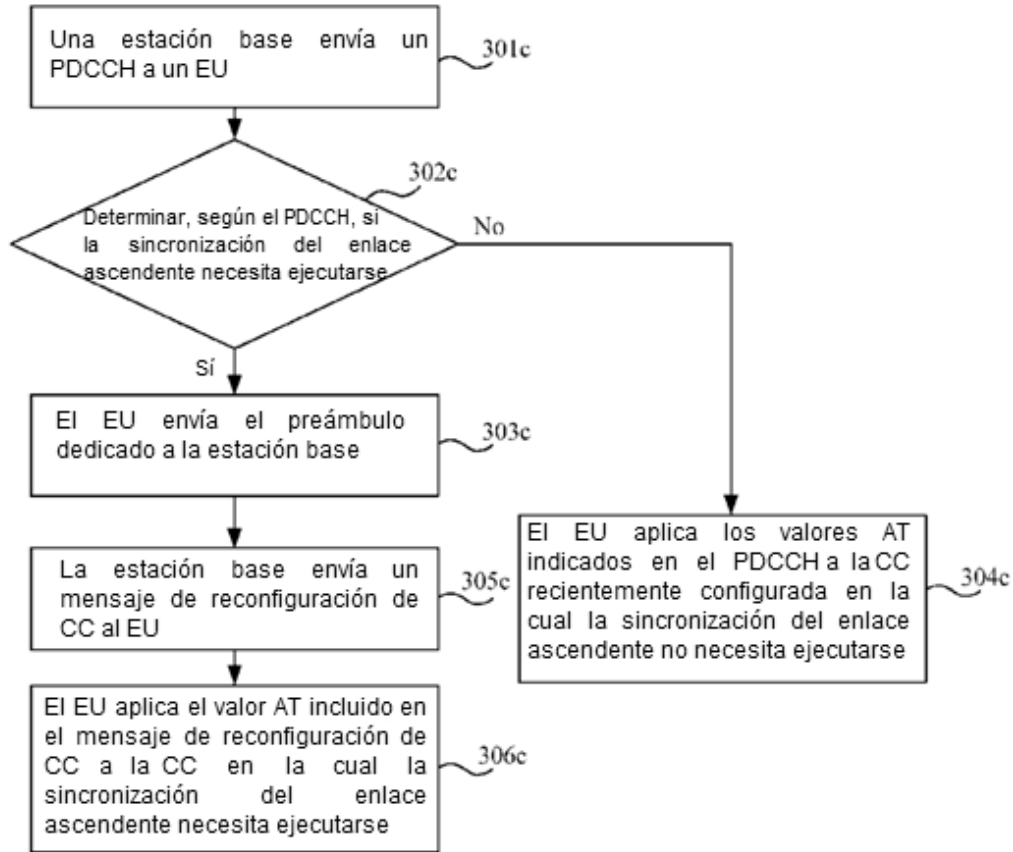 Una estación base envía un
PDCCH a un EU
301c
302c
Determinar, según el PDCCH, si
la sincronización del enlace
ascendente necesita ejecutarse
No
Sí
El EU envía el preámbulo
dedicado a la estación base
303c
La estación base envía un
mensaje de reconfiguración de
CC al EU
305c
El EU aplica los valores AT
indicados en el PDCCH a la CC
recientemente configurada en la
cual la sincronización del enlace
ascendente no necesita ejecutarse
304c
El EU aplica el valor AT incluido en
el mensaje de reconfiguración de
CC a la CC en la cual la
sincronización del enlace
ascendente necesita ejecutarse
306c